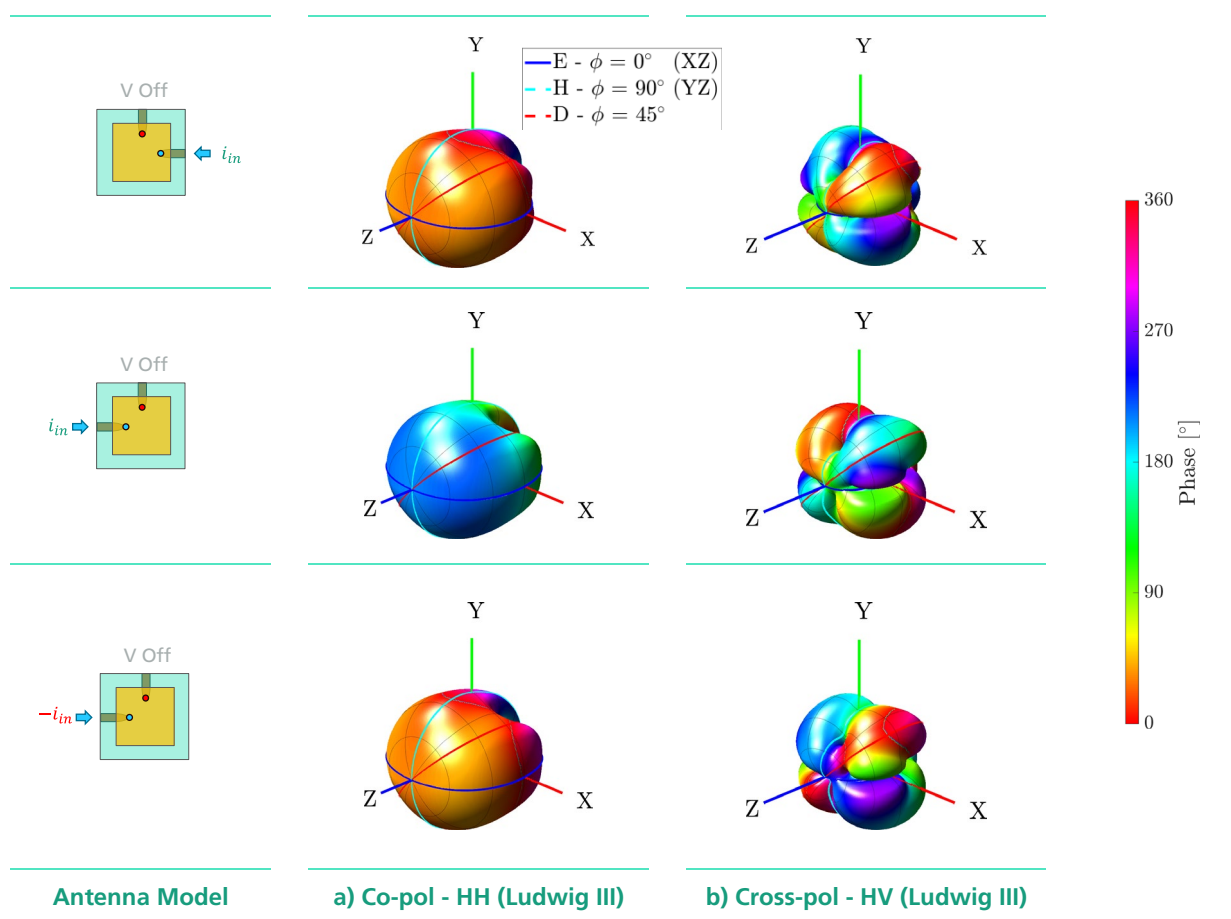 Y
E - ϕ = 0° (XZ)
H - ϕ = 90° (YZ)
D - ϕ = 45°
Y
V Off
i_in
Z
X
Z
X
360
270
180
90
0
Phase [°]
Y
Y
V Off
i_in
Z
X
Z
X
Y
Y
V Off
−i_in
Z
X
Z
X
Antenna Model
a) Co-pol - HH (Ludwig III)
b) Cross-pol - HV (Ludwig III)